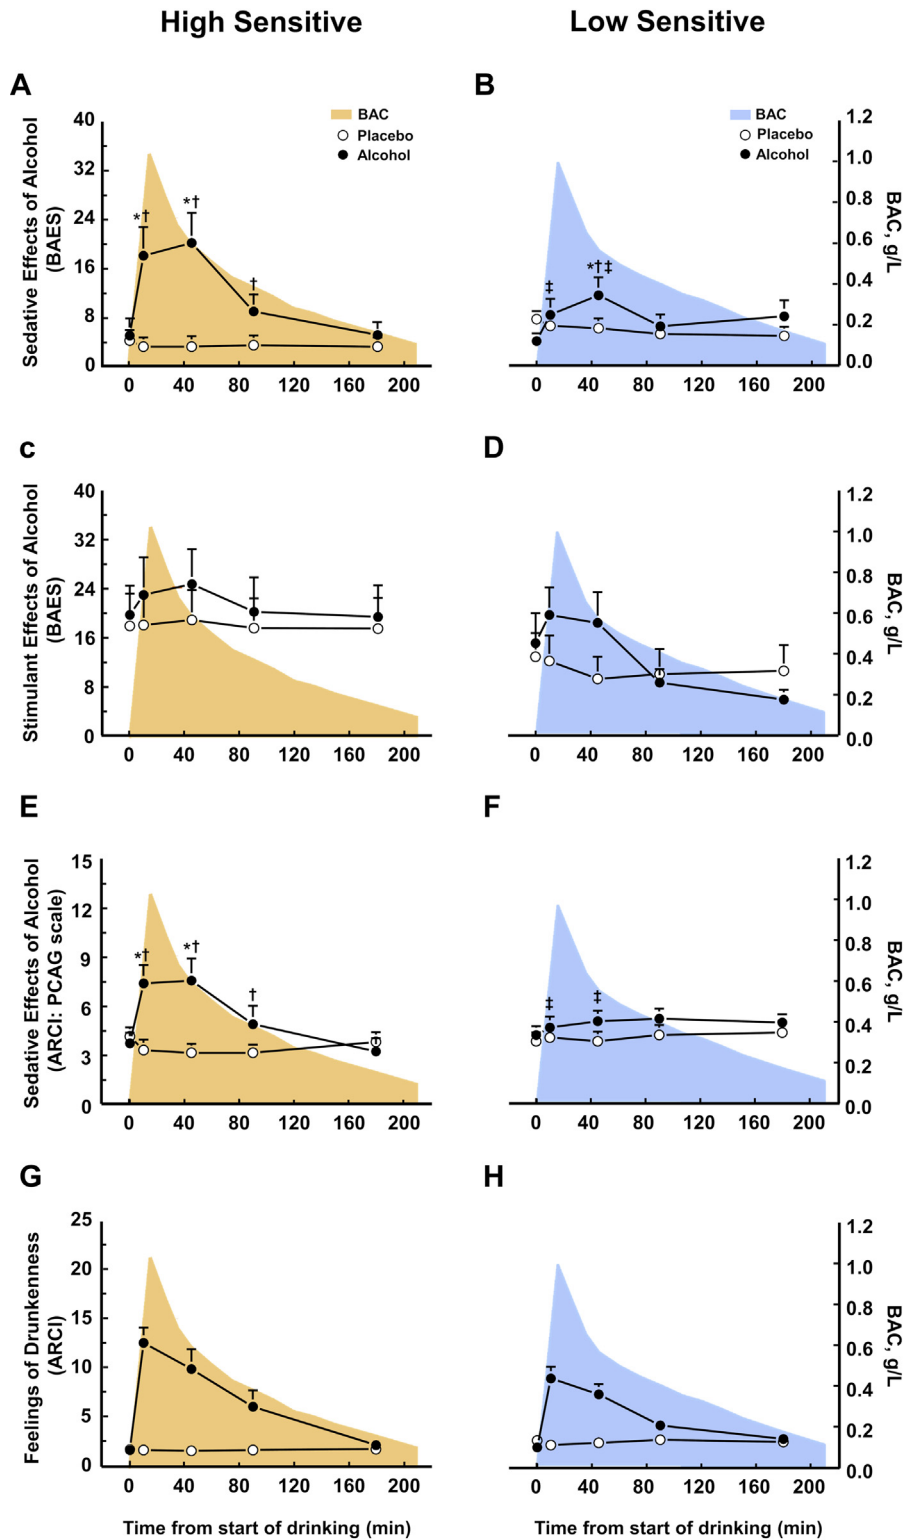 High Sensitive
Low Sensitive
A
B
Sedative Effects of Alcohol
(BAES)
40
32
24
16
8
0
BAC
Placebo
Alcohol
*†
*†
†
0 40 80 120 160 200
BAC
Placebo
Alcohol
‡
*†‡
0 40 80 120 160 200
1.2
1.0
0.8
0.6
0.4
0.2
0.0
BAC, g/L
c
D
Stimulant Effects of Alcohol
(BAES)
40
32
24
16
8
0
0 40 80 120 160 200
0 40 80 120 160 200
1.2
1.0
0.8
0.6
0.4
0.2
0.0
BAC, g/L
E
F
Sedative Effects of Alcohol
(ARCI: PCAG scale)
15
12
9
6
3
0
*†
*†
†
0 40 80 120 160 200
‡
‡
0 40 80 120 160 200
1.2
1.0
0.8
0.6
0.4
0.2
0.0
BAC, g/L
G
H
Feelings of Drunkenness
(ARCI)
25
20
15
10
5
0
0 40 80 120 160 200
0 40 80 120 160 200
1.2
1.0
0.8
0.6
0.4
0.2
0.0
BAC, g/L
Time from start of drinking (min)
Time from start of drinking (min)